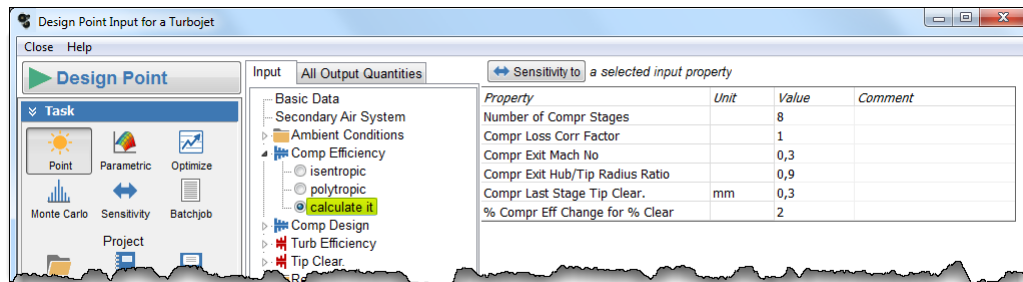 Design Point Input for a Turbojet
Close Help
Design Point
Task
Point Parametric Optimize
Monte Carlo Sensitivity Batchjob
Project
Input All Output Quantities
Basic Data
Secondary Air System
Ambient Conditions
Comp Efficiency
isentropic
polytropic
calculate it
Comp Design
Turb Efficiency
Tip Clear.
Sensitivity to a selected input property
Property Unit Value Comment
Number of Compr Stages 8
Compr Loss Corr Factor 1
Compr Exit Mach No 0,3
Compr Exit Hub/Tip Radius Ratio 0,9
Compr Last Stage Tip Clear. mm 0,3
% Compr Eff Change for % Clear 2